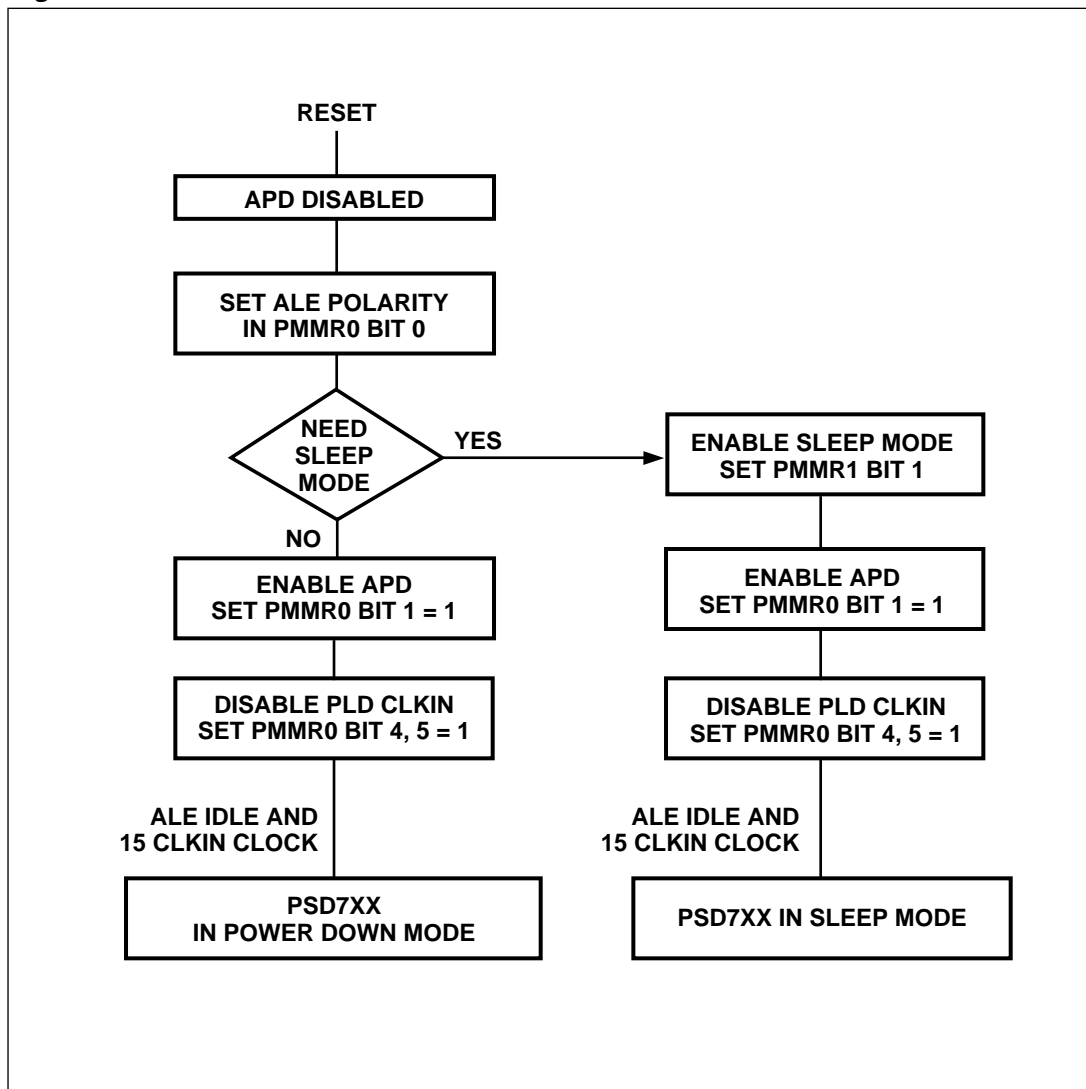 RESET
APD DISABLED
SET ALE POLARITY
IN PMMR0 BIT 0
NEED
SLEEP
MODE
YES
NO
ENABLE APD
SET PMMR0 BIT 1 = 1
DISABLE PLD CLKIN
SET PMMR0 BIT 4, 5 = 1
ALE IDLE AND
15 CLKIN CLOCK
PSD7XX
IN POWER DOWN MODE
ENABLE SLEEP MODE
SET PMMR1 BIT 1
ENABLE APD
SET PMMR0 BIT 1 = 1
DISABLE PLD CLKIN
SET PMMR0 BIT 4, 5 = 1
ALE IDLE AND
15 CLKIN CLOCK
PSD7XX IN SLEEP MODE